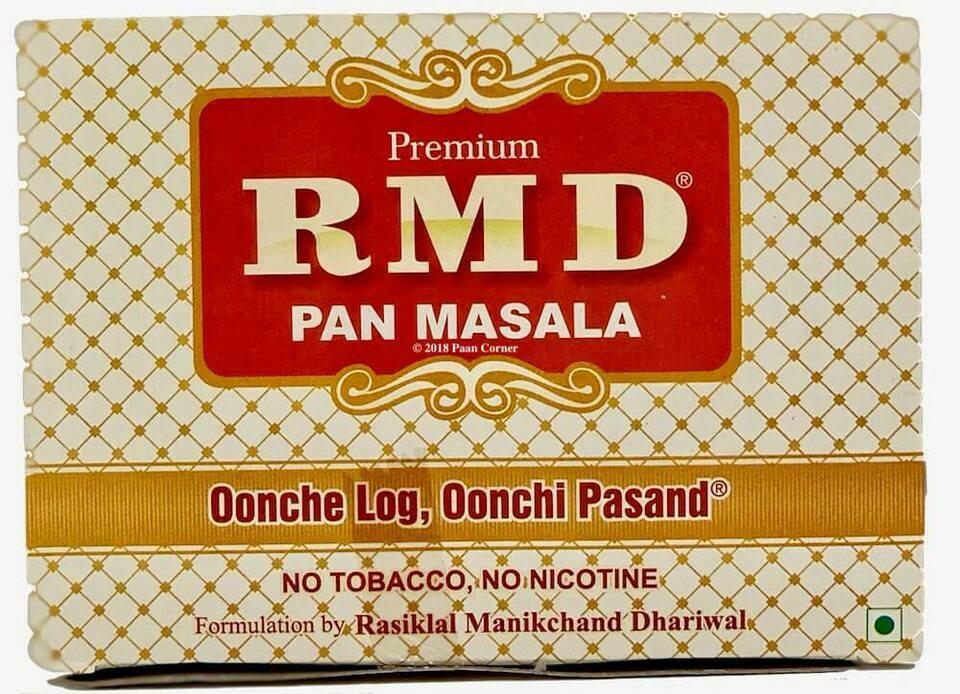 Premium
RMD®
PAN MASALA
© 2018 Paan Corner
Oonche Log, Oonchi Pasand®
NO TOBACCO, NO NICOTINE
Formulation by Rasiklal Manikchand Dhariwal